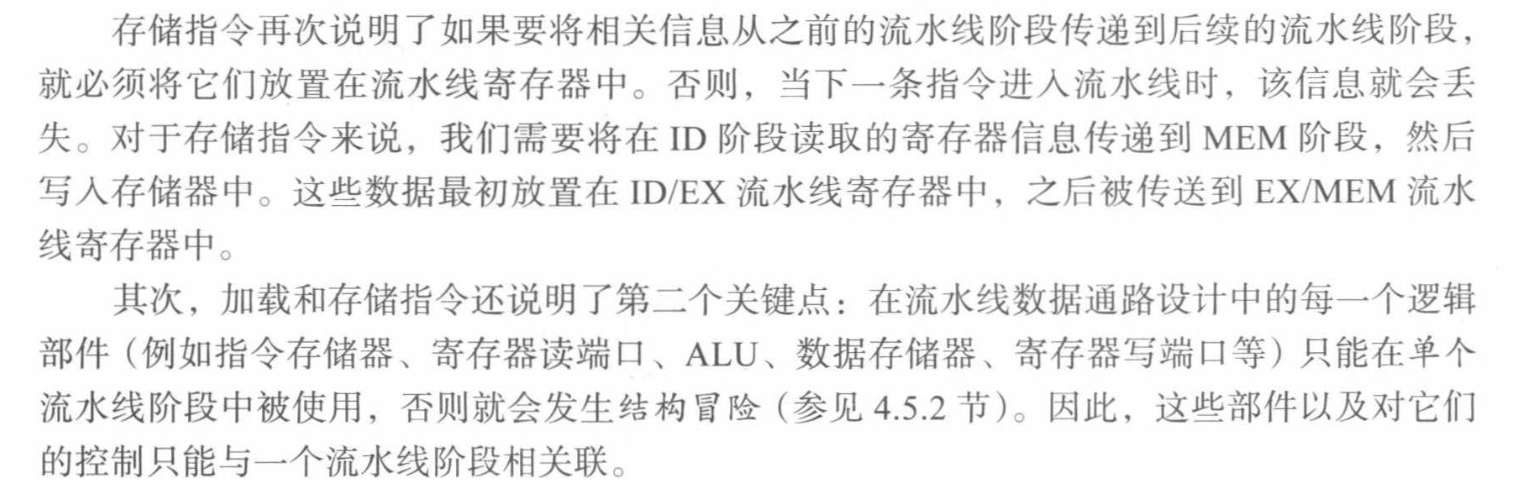 存储指令再次说明了如果要将相关信息从之前的流水线阶段传递到后续的流水线阶段，
就必须将它们放置在流水线寄存器中。否则，当下一条指令进入流水线时，该信息就会丢
失。对于存储指令来说，我们需要将在 ID 阶段读取的寄存器信息传递到 MEM 阶段，然后
写入存储器中。这些数据最初放置在 ID/EX 流水线寄存器中，之后被传送到 EX/MEM 流水
线寄存器中。
其次，加载和存储指令还说明了第二个关键点：在流水线数据通路设计中的每一个逻辑
部件（例如指令存储器、寄存器读端口、ALU、数据存储器、寄存器写端口等）只能在单个
流水线阶段中被使用，否则就会发生结构冒险（参见 4.5.2 节）。因此，这些部件以及对它们
的控制只能与一个流水线阶段相关联。